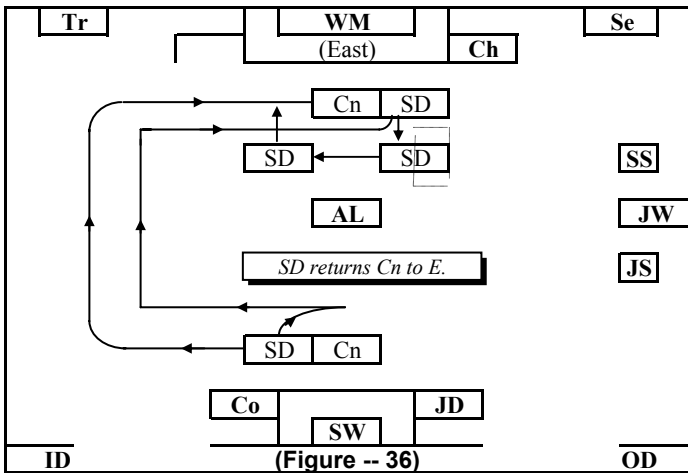 Tr WM Se
(East) Ch
Cn SD
SD SD SS
AL JW
SD returns Cn to E. JS
SD Cn
Co JD
SW
ID (Figure -- 36) OD